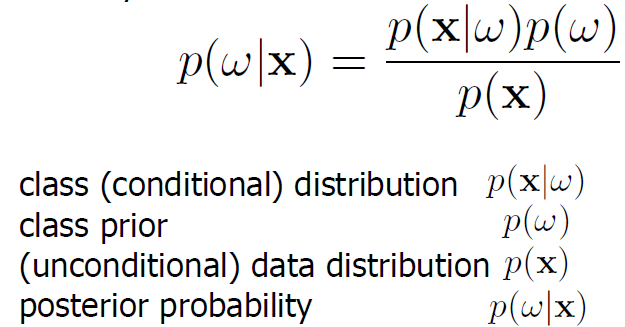 p(ω|x) = p(x|ω)p(ω) / p(x)
class (conditional) distribution p(x|ω)
class prior p(ω)
(unconditional) data distribution p(x)
posterior probability p(ω|x)